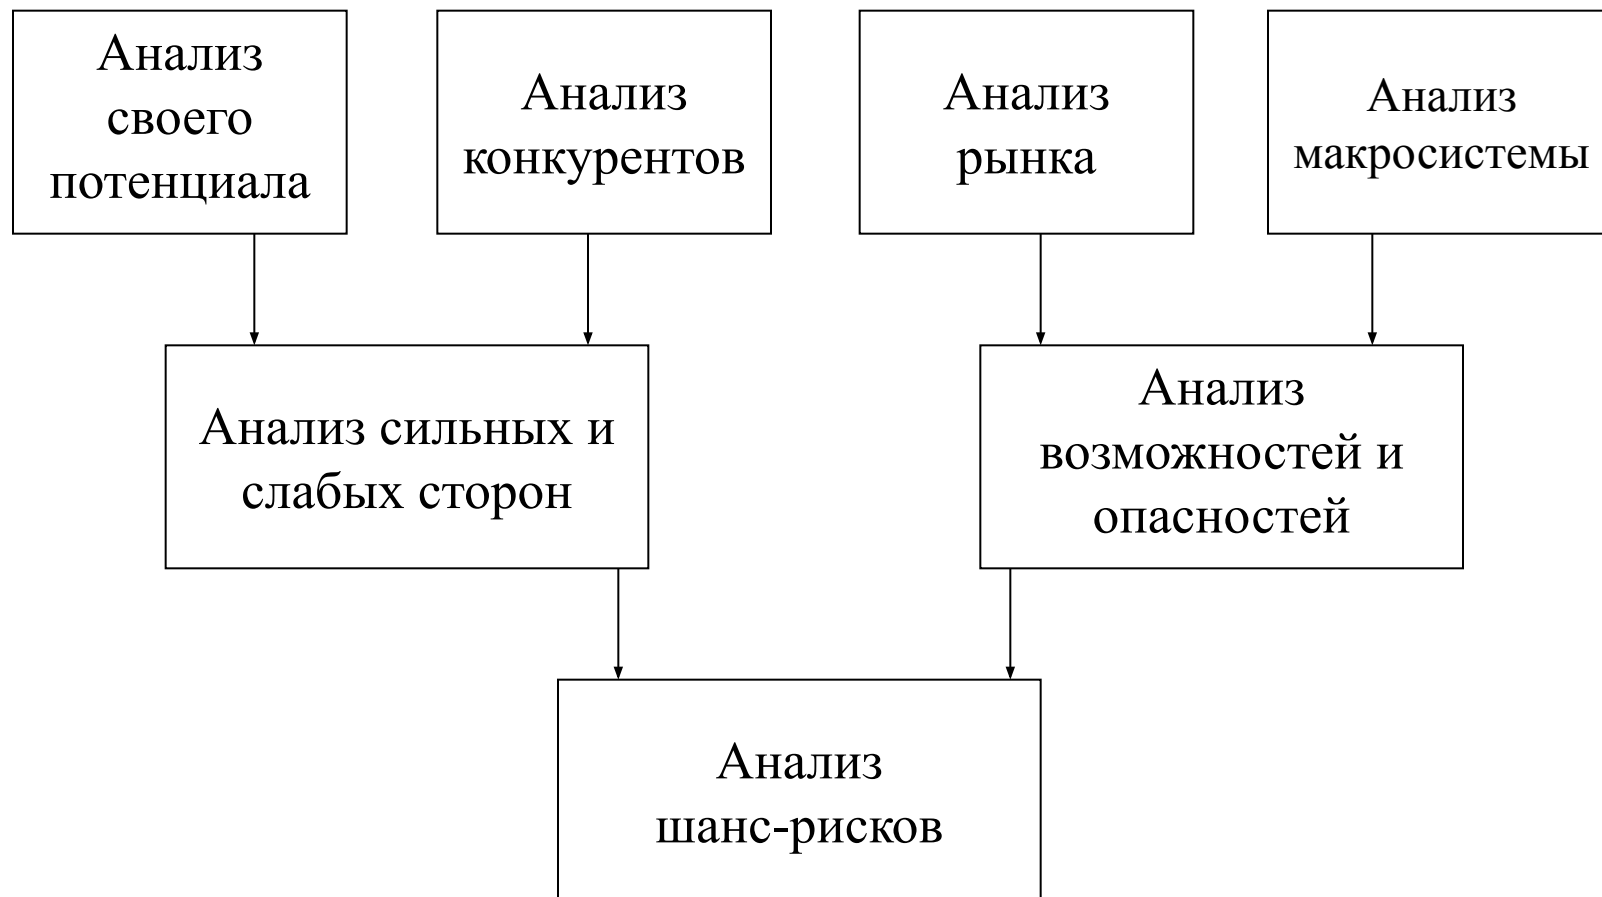 Анализ
своего
потенциала
Анализ
конкурентов
Анализ
рынка
Анализ
макросистемы
Анализ сильных и
слабых сторон
Анализ
возможностей и
опасностей
Анализ
шанс-рисков